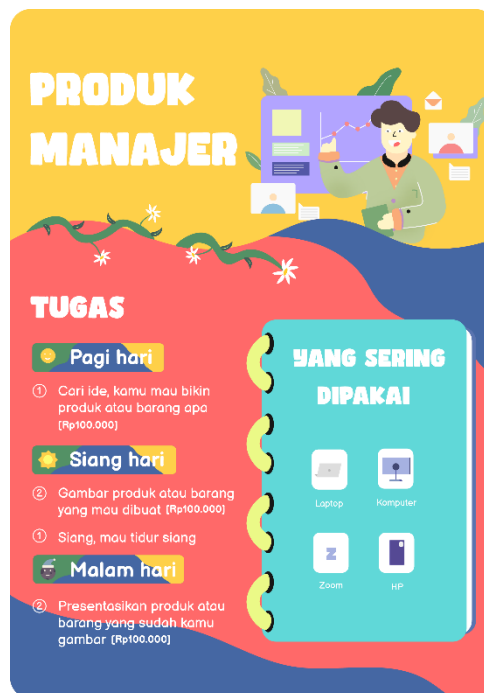 PRODUK
MANAJER
TUGAS
Pagi hari
① Cari ide, kamu mau bikin
produk atau barang apa
[Rp100.000]
Siang hari
② Gambar produk atau barang
yang mau dibuat [Rp100.000]
① Siang, mau tidur siang
Malam hari
② Presentasikan produk atau
barang yang sudah kamu
gambar [Rp100.000]
YANG SERING
DIPAKAI
Laptop
Komputer
Z
Zoom
HP